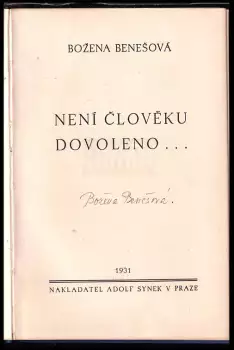 BOŽENA BENEŠOVÁ
NENÍ ČLOVĚKU
DOVOLENO...
Božena Benešová.
1931
NAKLADATEL ADOLF SYNEK V PRAZE